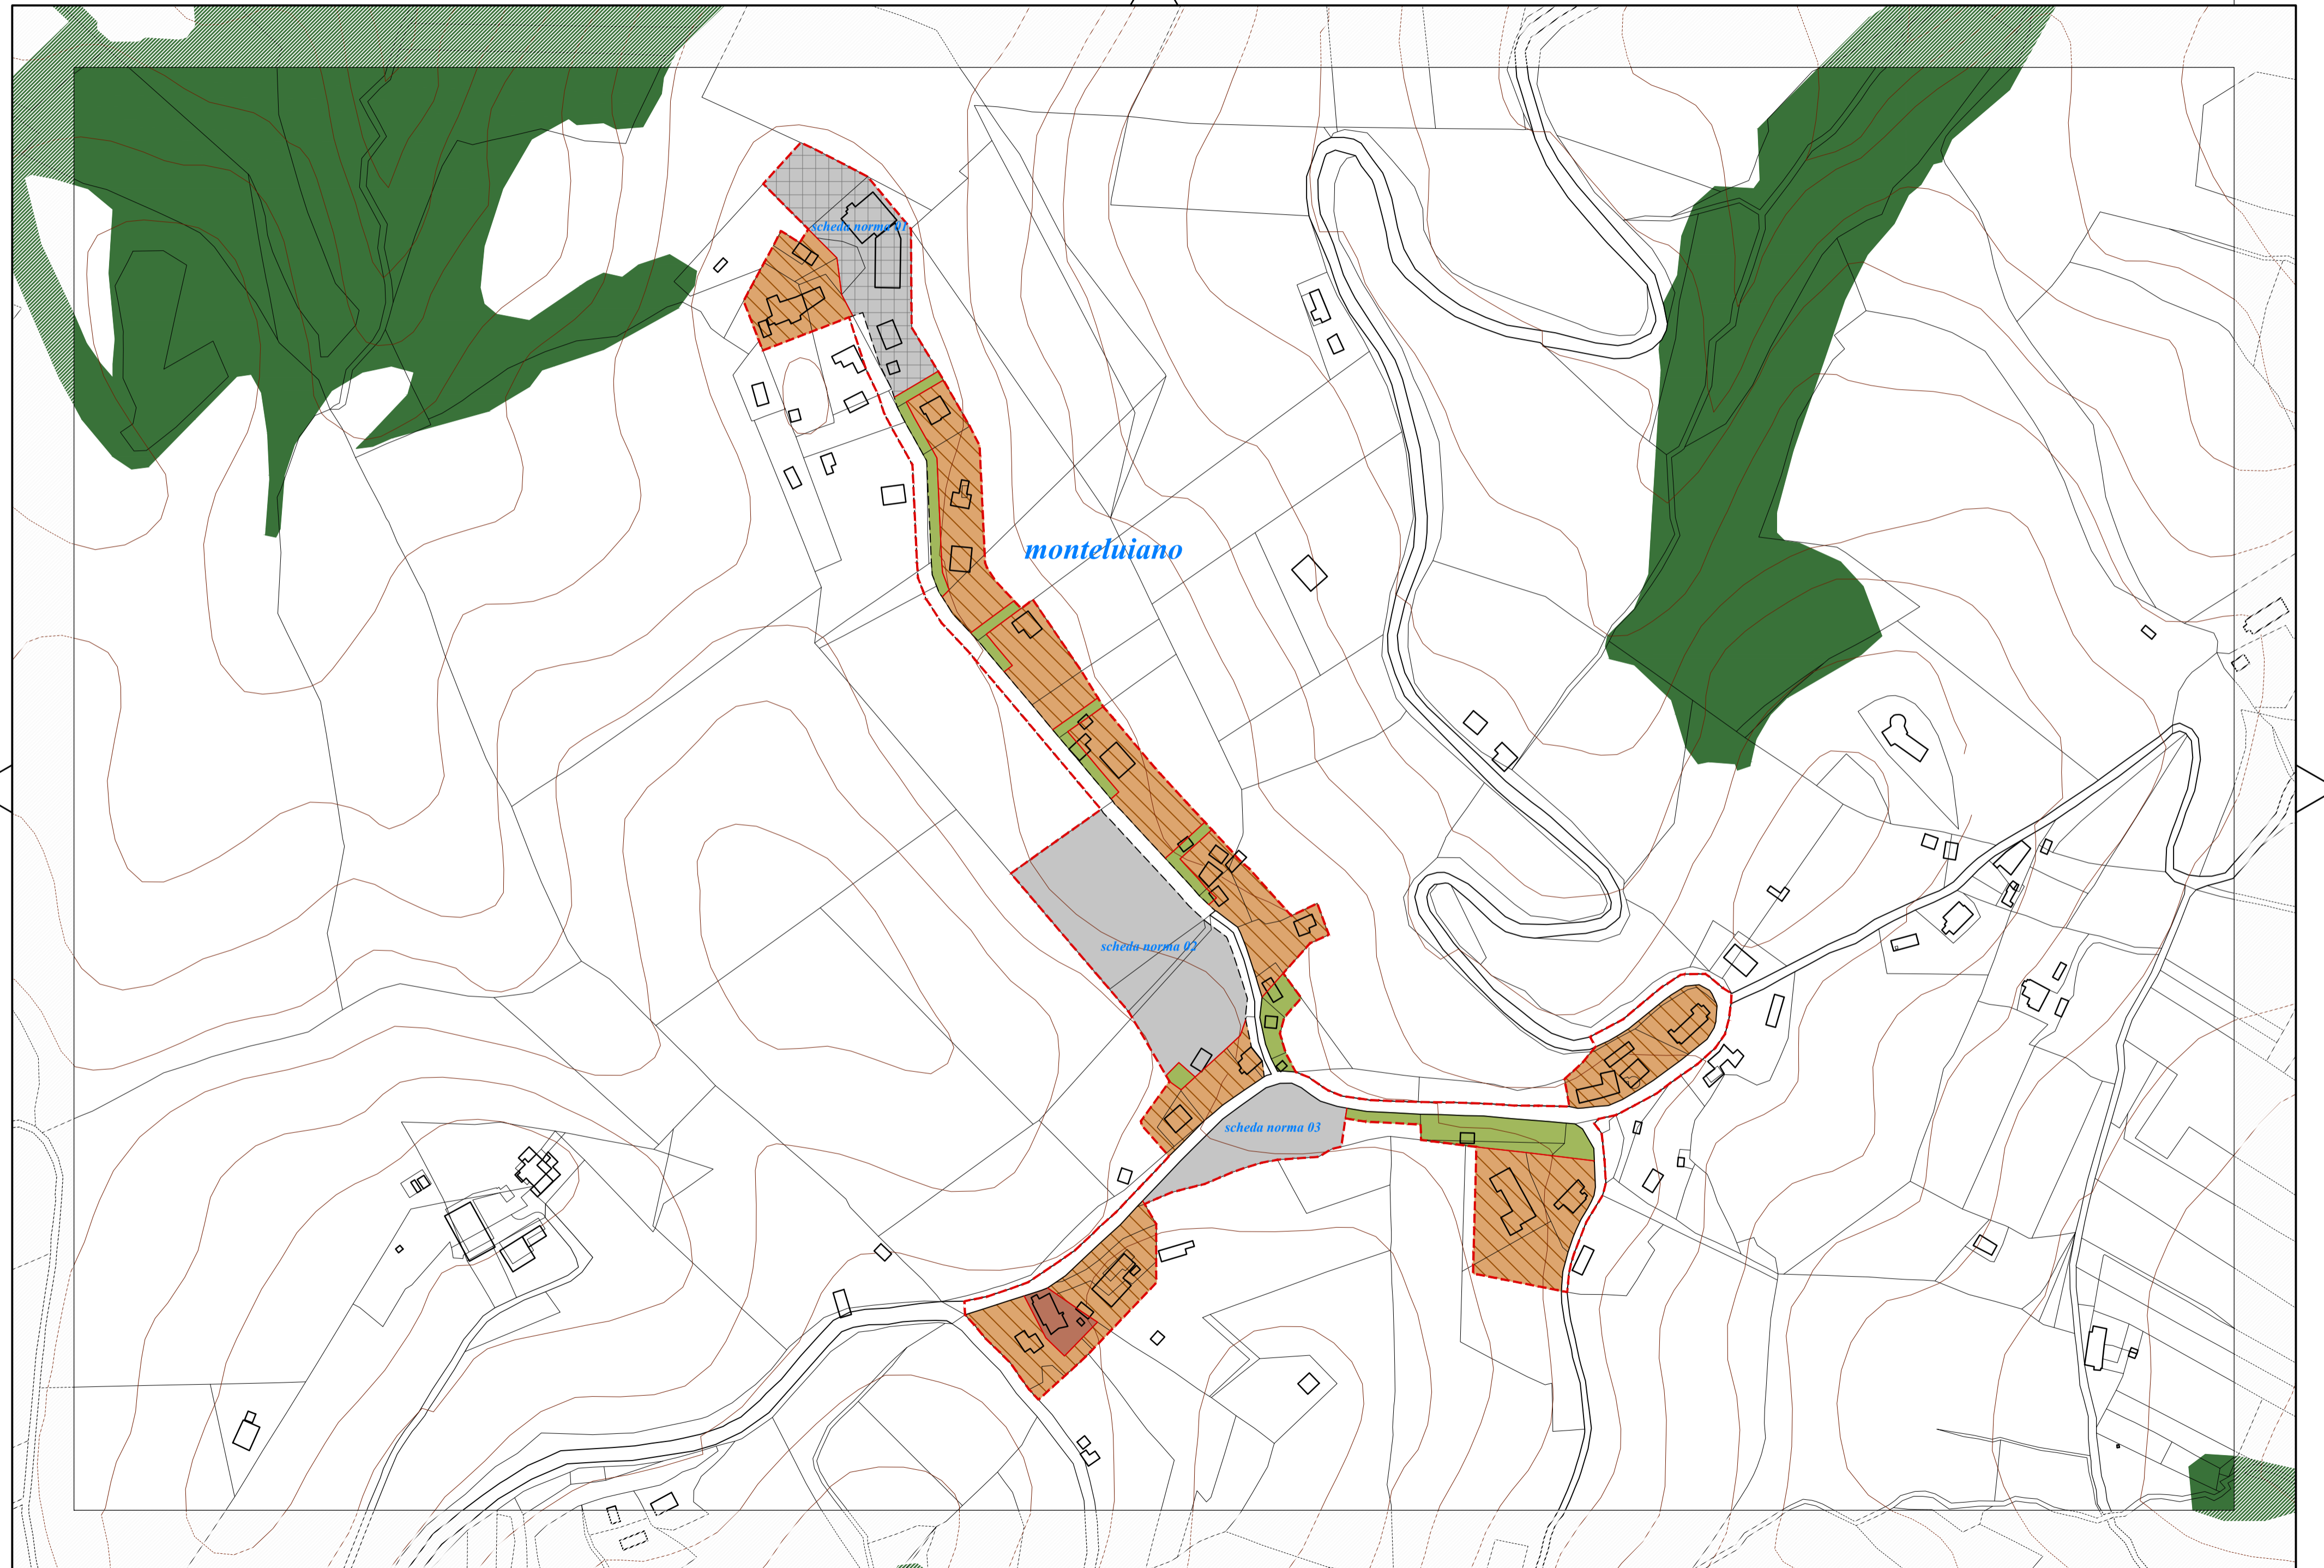 scheda norma 01
monteluiano
scheda norma 02
scheda norma 03